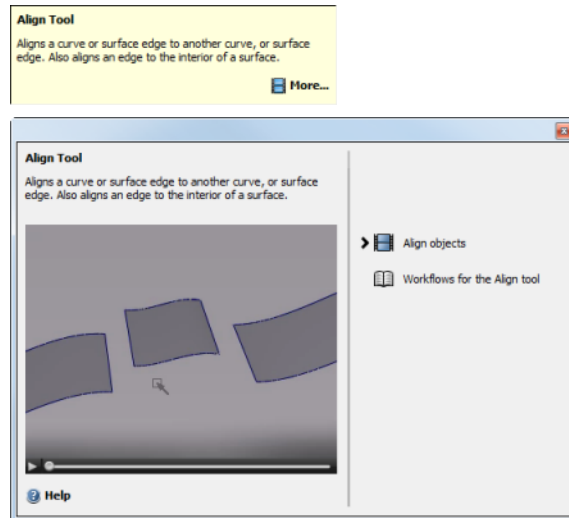 Align Tool
Aligns a curve or surface edge to another curve, or surface
edge. Also aligns an edge to the interior of a surface.
More...
Align Tool
Aligns a curve or surface edge to another curve, or surface
edge. Also aligns an edge to the interior of a surface.
Align objects
Workflows for the Align tool
Help